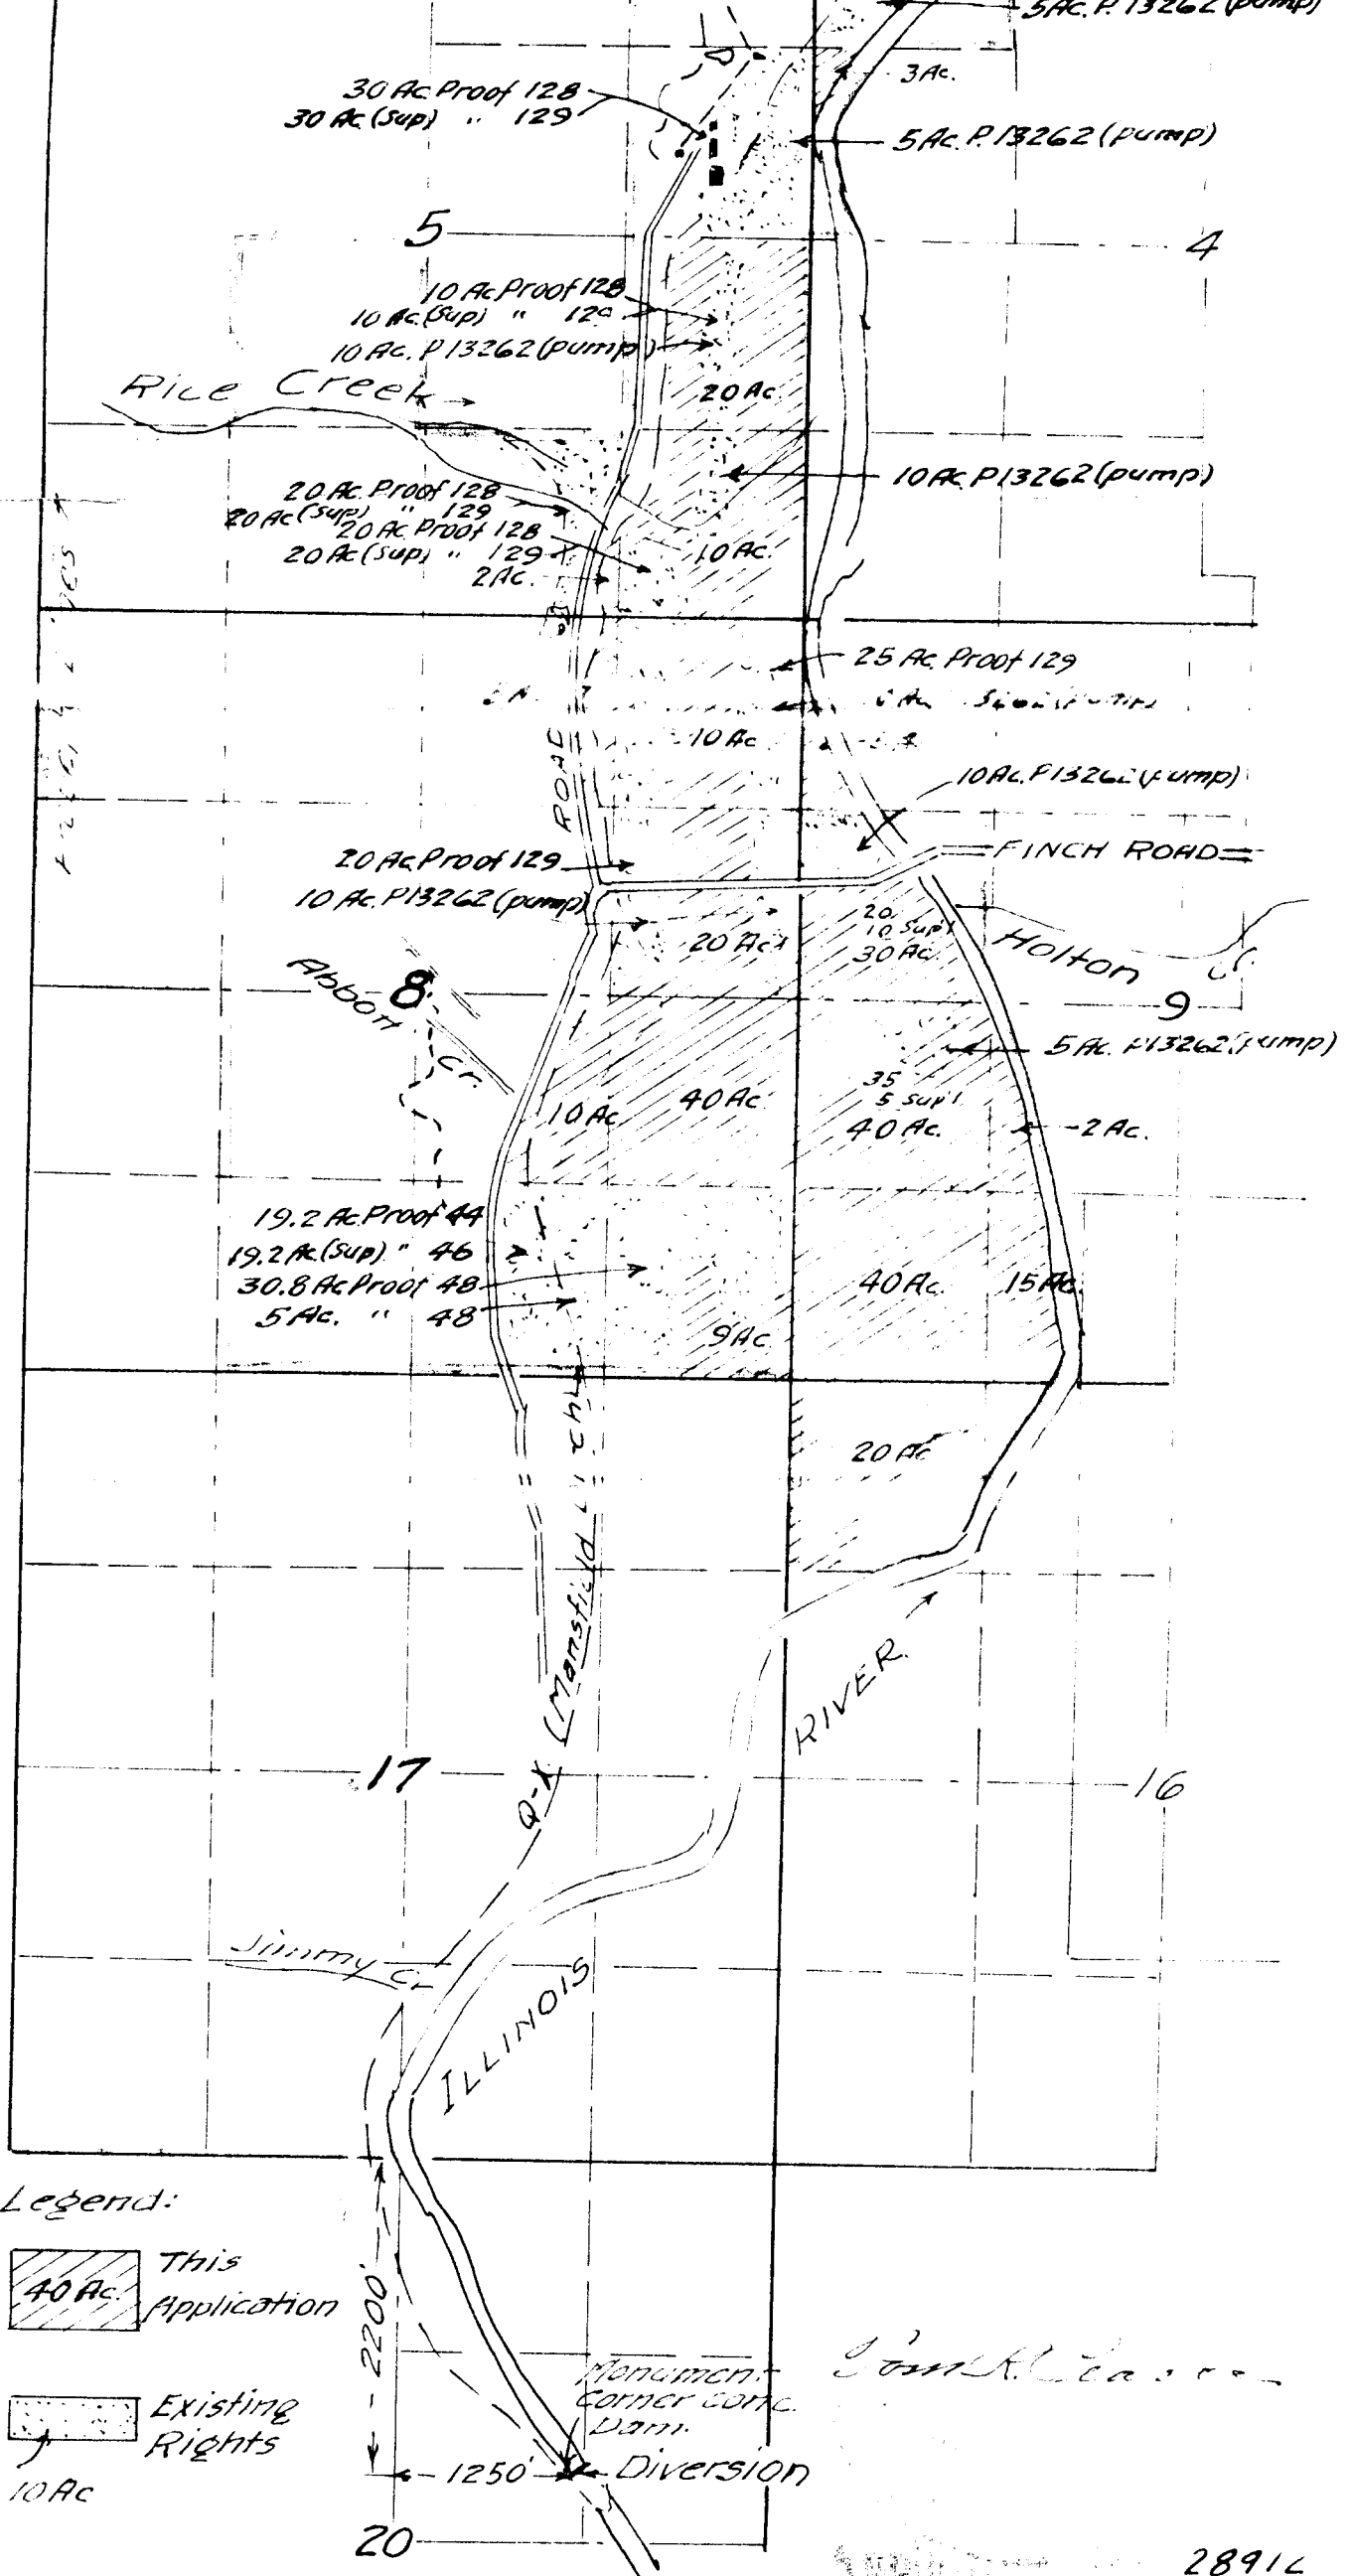 5Ac. P. 13262 (pump)
3Ac.
30 Ac Proof 128
30 Ac (Sup) " 129
5Ac. P. 13262 (pump)
5
4
10 Ac Proof 128
10 Ac (Sup) "
10 Ac. P13262 (pump)
20 Ac.
Rice Creek
10 Ac. P13262 (pump)
20 Ac. Proof 128
20 Ac (Sup) " 129
20 Ac. Proof 128
20 Ac (Sup) " 129
2 Ac.
10 Ac.
25 Ac. Proof 129
10 Ac
ROAD
10 Ac. P13262 (pump)
FINCH ROAD
20 Ac Proof 129
10 Ac. P13262 (pump)
20 Ac
20
10 Sup'l
30 Ac.
Holton Cr.
Abbott Cr.
8
9
5 Ac. P13262 (pump)
35
5 Sup'l
40 Ac.
10 Ac
40 Ac.
2 Ac.
19.2 Ac Proof 44
19.2 Ac (Sup) " 46
30.8 Ac Proof 48
5 Ac. " 48
40 Ac.
15 Ac.
9 Ac
20 Ac
Q-X (Mansfield
RIVER
17
16
Jimmy Cr
ILLINOIS
Legend:
40 Ac.
This
Application
2200'
Existing
Rights
10 Ac
Monument
Corner Conc.
Dam.
1250'
Diversion
20